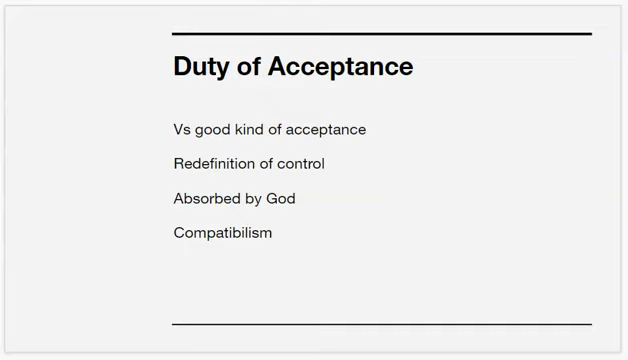 Duty of Acceptance
Vs good kind of acceptance
Redefinition of control
Absorbed by God
Compatibilism